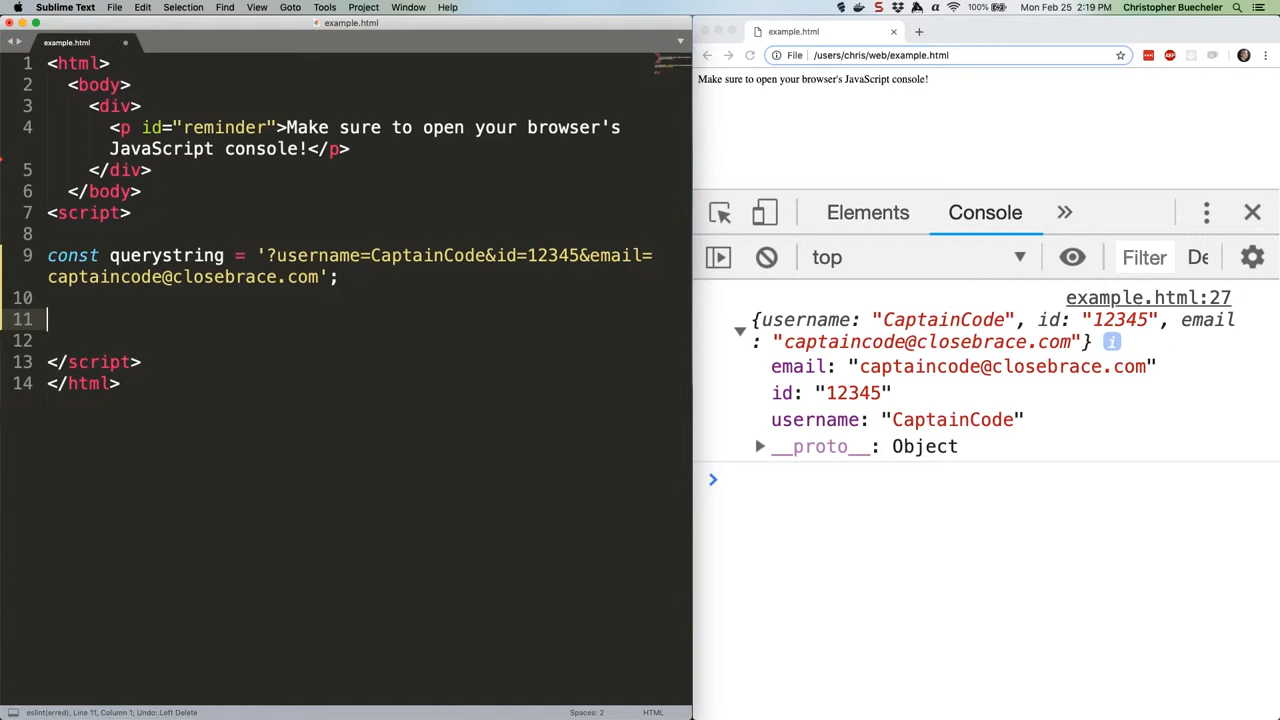 Sublime Text File Edit Selection Find View Goto Tools Project Window Help
100% Mon Feb 25 2:19 PM Christopher Buecheler
example.html
example.html
1 <html>
2 <body>
3 <div>
4 <p id="reminder">Make sure to open your browser's
JavaScript console!</p>
5 </div>
6 </body>
7 <script>
8
9 const querystring = '?username=CaptainCode&id=12345&email=
captaincode@closebrace.com';
10
11
12
13 </script>
14 </html>
eslint(erred), Line 11, Column 1; Undo: Left Delete
Spaces: 2 HTML
example.html
File /users/chris/web/example.html
ABP
Make sure to open your browser's JavaScript console!
Elements Console
top Filter De
example.html:27
{username: "CaptainCode", id: "12345", email
: "captaincode@closebrace.com"} i
email: "captaincode@closebrace.com"
id: "12345"
username: "CaptainCode"
__proto__: Object